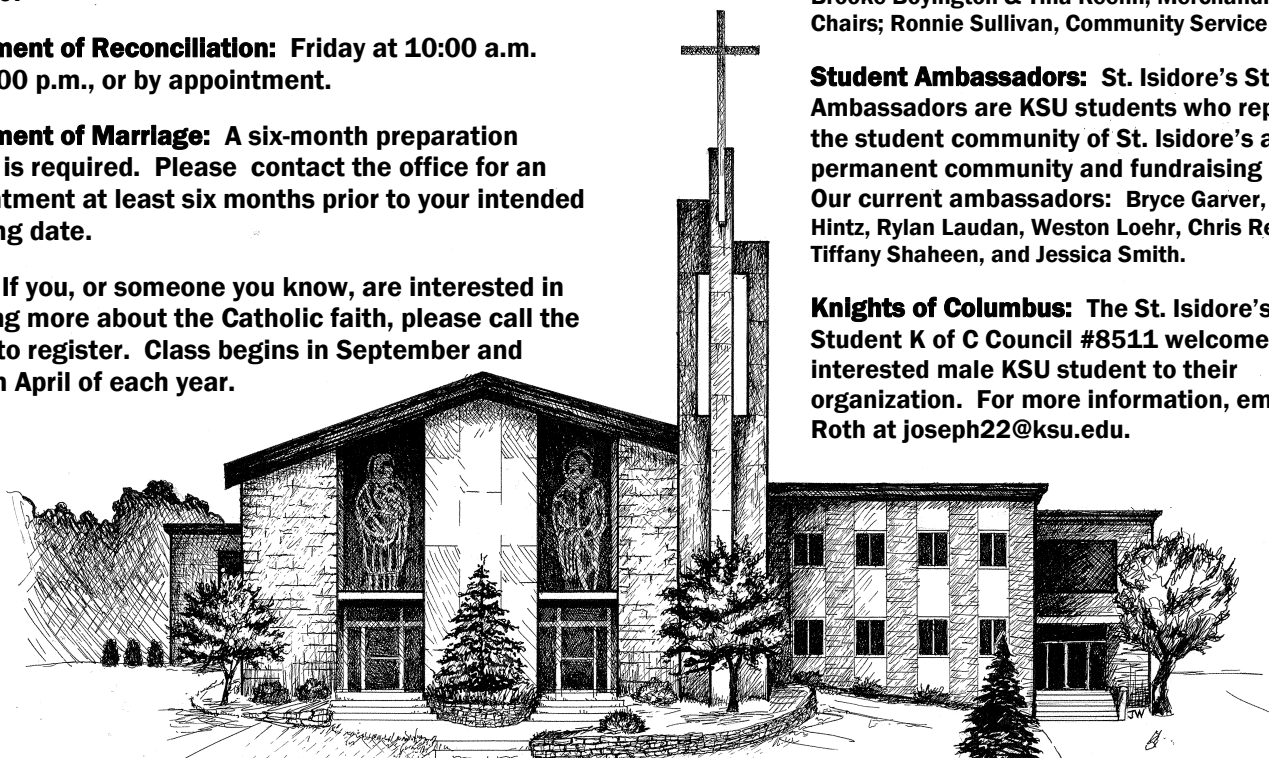 ment of Reconciliation: Friday at 10:00 a.m.
00 p.m., or by appointment.
ment of Marriage: A six-month preparation
is required. Please contact the office for an
ntment at least six months prior to your intended
ng date.
If you, or someone you know, are interested in
ng more about the Catholic faith, please call the
to register. Class begins in September and
n April of each year.
Brooke Boyington & Tina
Chairs; Ronnie Sullivan, Community Service
Student Ambassadors: St. Isidore's St
Ambassadors are KSU students who rep
the student community of St. Isidore's a
permanent community and fundraising
Our current ambassadors: Bryce Garver,
Hintz, Rylan Laudan, Weston Loehr, Chris Re
Tiffany Shaheen, and Jessica Smith.
Knights of Columbus: The St. Isidore's
Student K of C Council #8511 welcome
interested male KSU student to their
organization. For more information, em
Roth at joseph22@ksu.edu.
JW